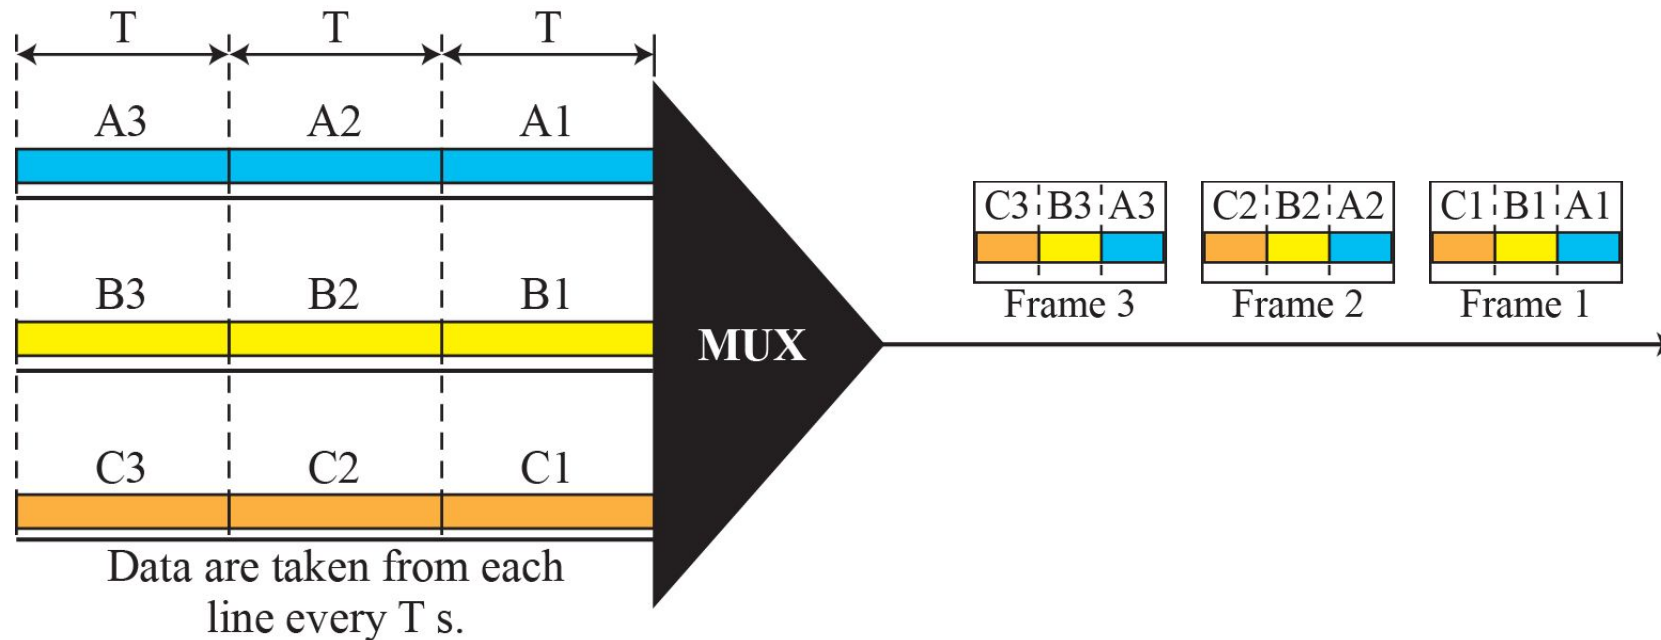 T T T
A3 A2 A1
B3 B2 B1
C3 C2 C1
Data are taken from each
line every T s.
MUX
C3 B3 A3
Frame 3
C2 B2 A2
Frame 2
C1 B1 A1
Frame 1